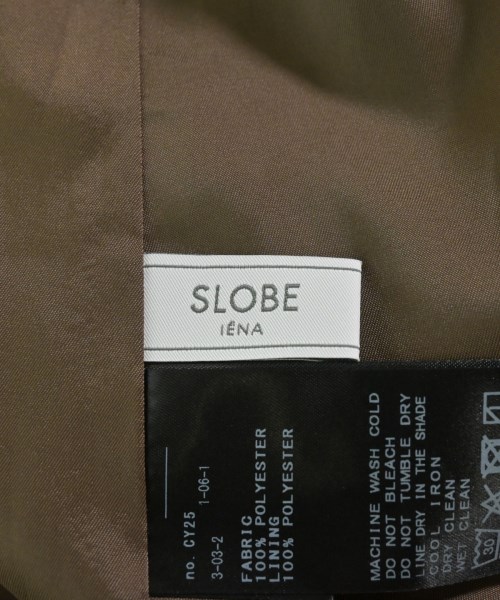 SLOBE
IÉNA
no. CY25
1-06-1
3-03-2
FABRIC
100% POLYESTER
LINING
100% POLYESTER
MACHINE WASH COLD
DO NOT BLEACH
DO NOT TUMBLE DRY
LINE DRY IN THE SHADE
COOL IRON
DRY CLEAN
WET CLEAN
30